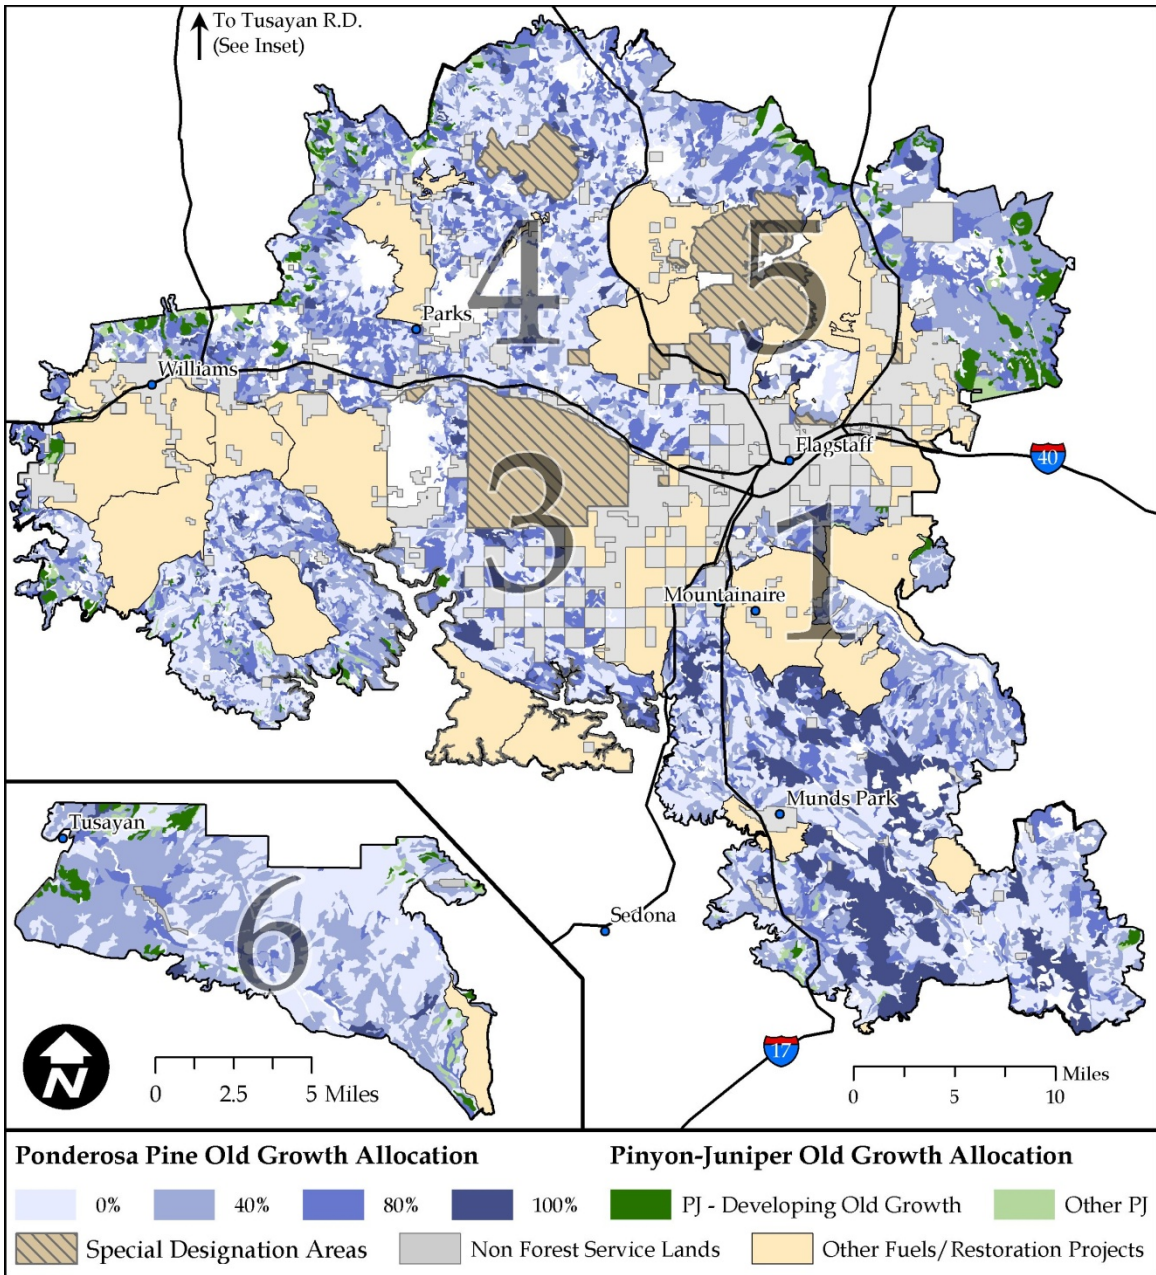 To Tusayan R.D.
(See Inset)
4
5
Parks
Williams
Flagstaff
40
3
1
Mountainaire
Munds Park
Tusayan
Sedona
6
17
N
0 2.5 5 Miles
Miles
0 5 10
Ponderosa Pine Old Growth Allocation
Pinyon-Juniper Old Growth Allocation
0% 40% 80% 100% PJ - Developing Old Growth Other PJ
Special Designation Areas Non Forest Service Lands Other Fuels/Restoration Projects